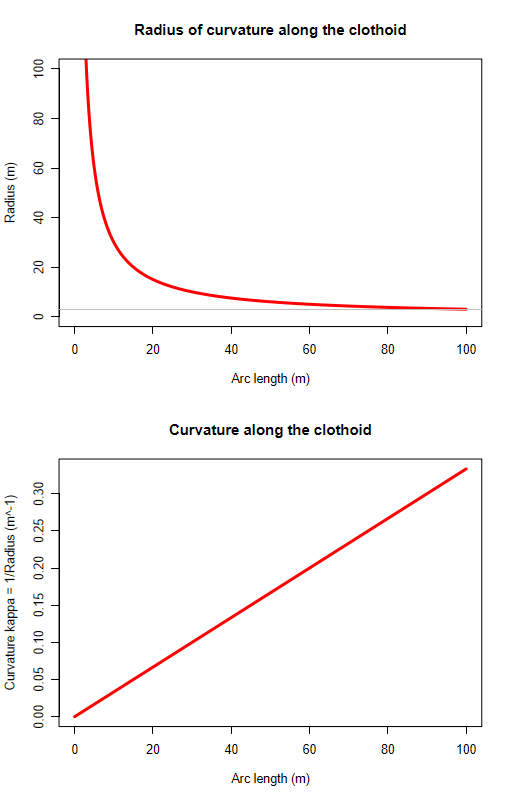 Radius of curvature along the clothoid
Radius (m)
100
80
60
40
20
0
0 20 40 60 80 100
Arc length (m)
Curvature along the clothoid
Curvature kappa = 1/Radius (m^-1)
0.30
0.25
0.20
0.15
0.10
0.05
0.00
0 20 40 60 80 100
Arc length (m)